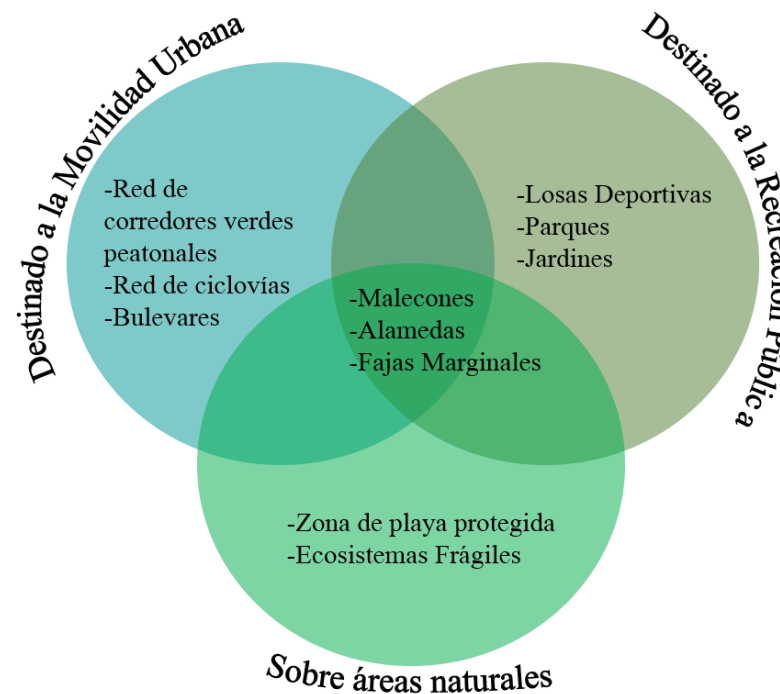 Destinado a la Movilidad Urbana
Destinado a la Recreación Pública
-Red de
corredores verdes
peatonales
-Red de ciclovías
-Bulevares
-Losas Deportivas
-Parques
-Jardines
-Malecones
-Alamedas
-Fajas Marginales
-Zona de playa protegida
-Ecosistemas Frágiles
Sobre áreas naturales